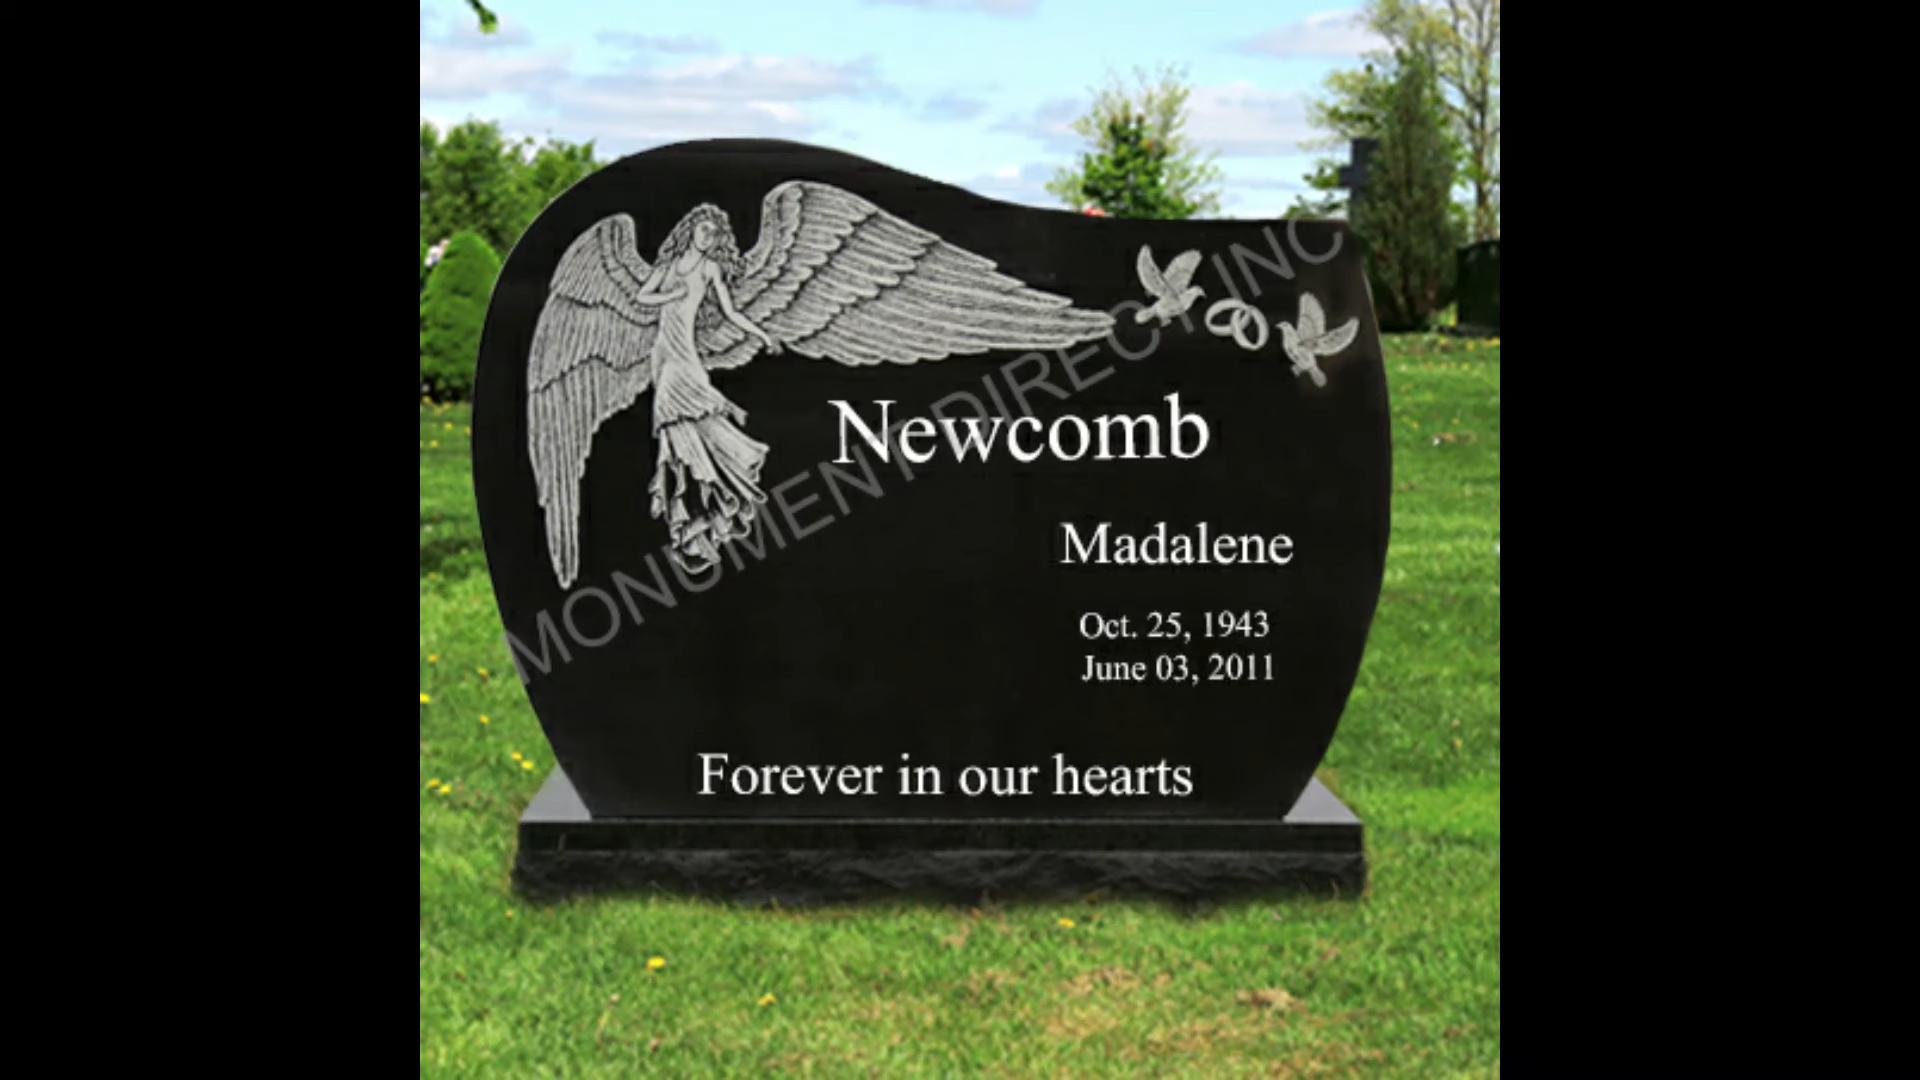 Newcomb
Madalene
Oct. 25, 1943
June 03, 2011
Forever in our hearts
MONUMENT DIRECT, INC